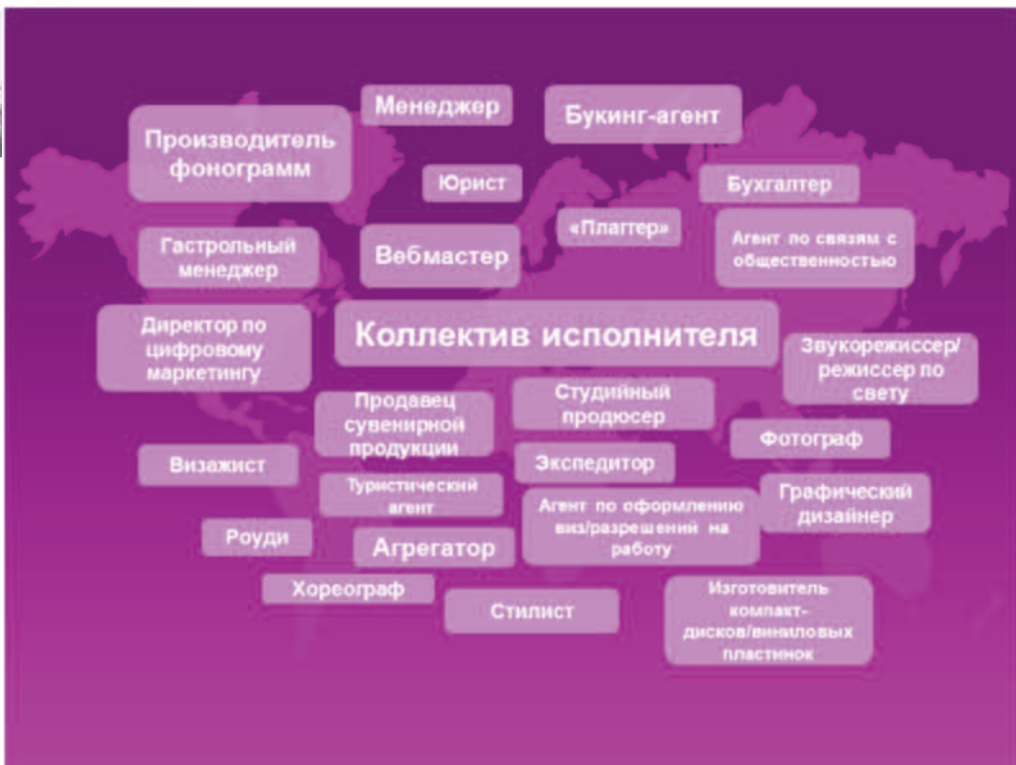 Менеджер
Букинг-агент
Производитель
фонограмм
Юрист
Бухгалтер
«Плаггер»
Агент по связям с
общественностью
Гастрольный
менеджер
Вебмастер
Директор по
цифровому
маркетингу
Коллектив исполнителя
Звукорежиссер/
режиссер по
свету
Продавец
сувенирной
продукции
Студийный
продюсер
Фотограф
Визажист
Экспедитор
Туристический
агент
Агент по оформлению
виз/разрешений на
работу
Графический
дизайнер
Роуди
Агрегатор
Хореограф
Стилист
Изготовитель
компакт-
дисков/виниловых
пластинок